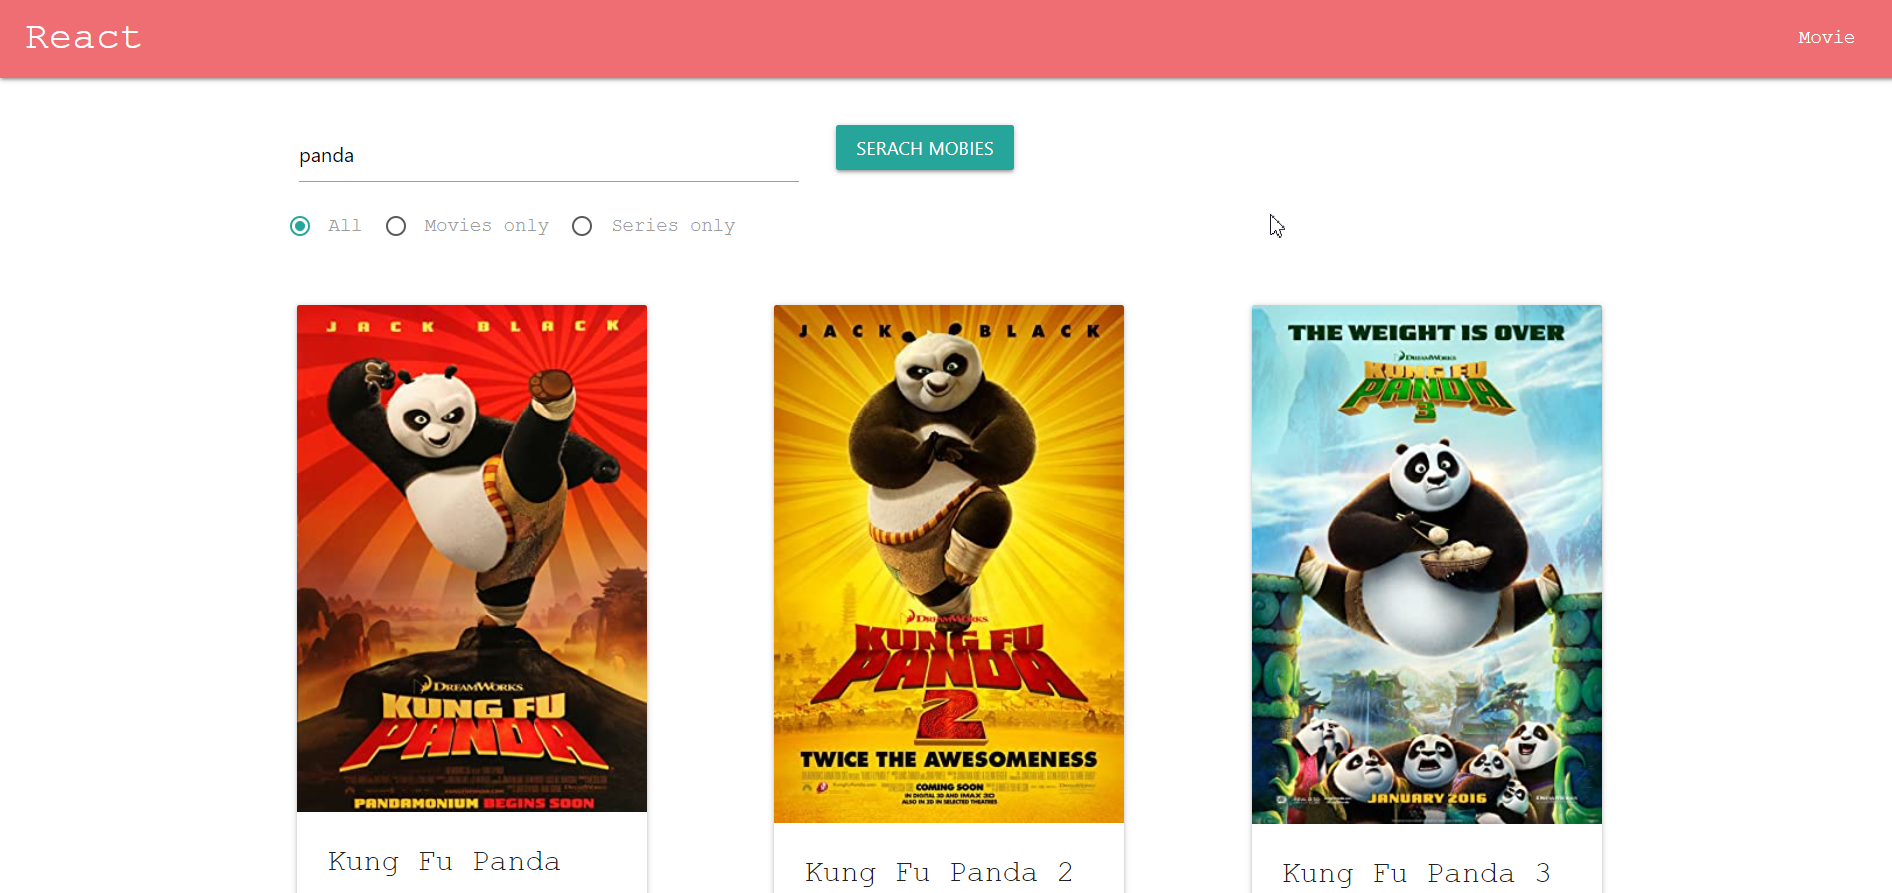 React
Movie
panda
SERACH MOBIES
All
Movies only
Series only
JACK BLACK
DREAMWORKS
KUNG FU
PANDA
PANDAMONIUM BEGINS SOON
Kung Fu Panda
JACK BLACK
DREAMWORKS
KUNG FU
PANDA
2
TWICE THE AWESOMENESS
COMING SOON
IN DIGITAL 3D AND IMAX 3D
ALSO IN 2D IN SELECTED THEATRES
Kung Fu Panda 2
THE WEIGHT IS OVER
DREAMWORKS
KUNG FU
PANDA
3
JANUARY 2016
Kung Fu Panda 3